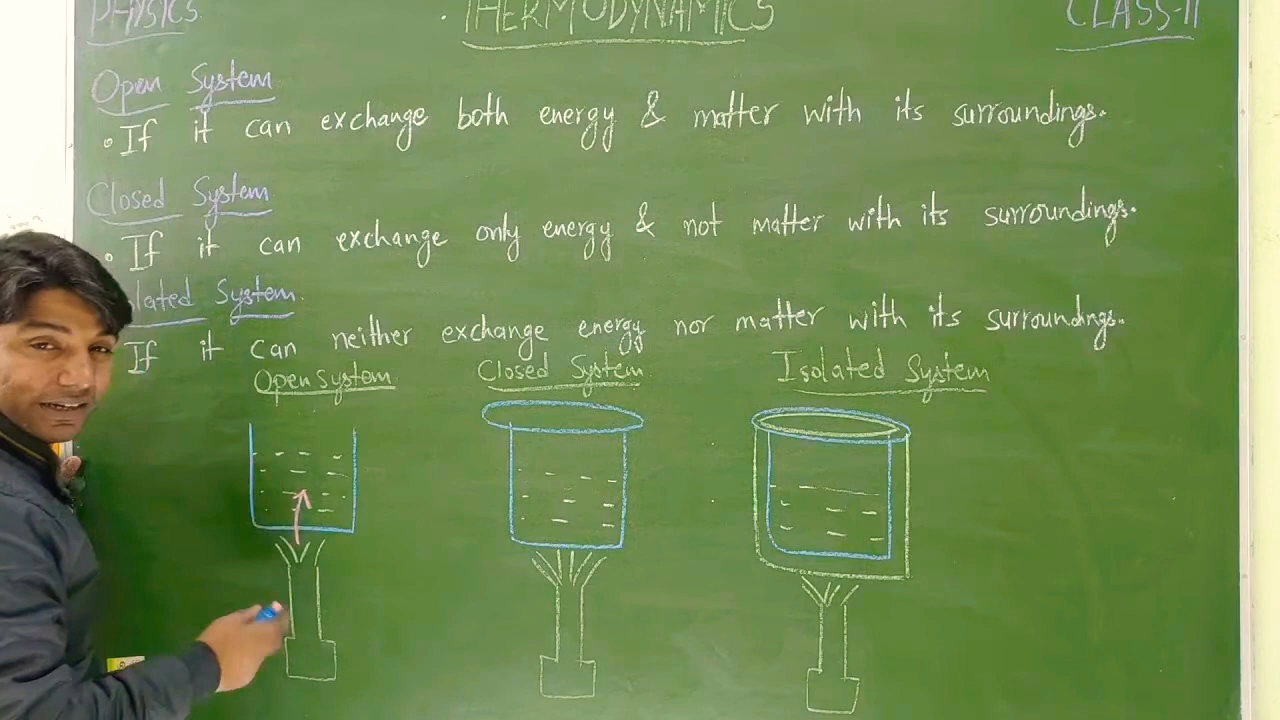 PHYSICS THERMODYNAMICS CLASS-11
Open System
• If it can exchange both energy & matter with its surroundings.
Closed System
• If it can exchange only energy & not matter with its surroundings.
lated System
If it can neither exchange energy nor matter with its surroundings.
Open System Closed System Isolated System